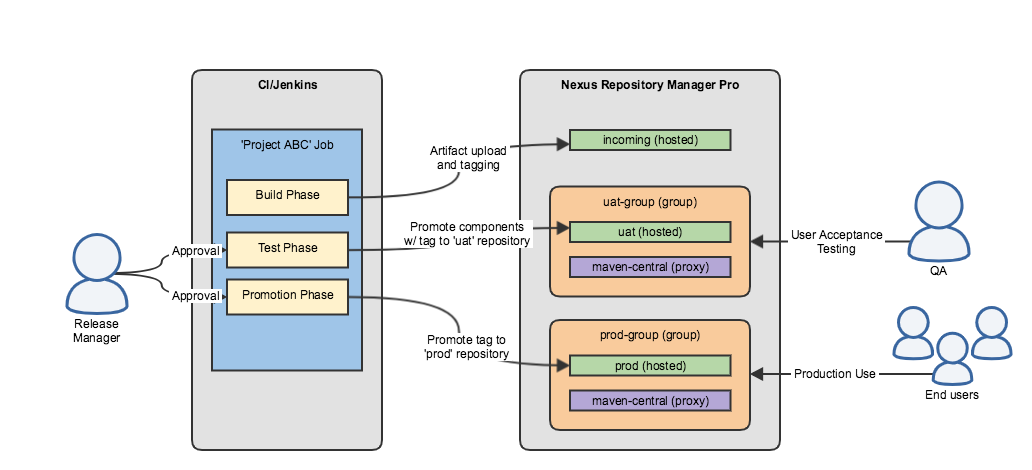 CI/Jenkins
Nexus Repository Manager Pro
'Project ABC' Job
Build Phase
Test Phase
Promotion Phase
Approval
Approval
Release
Manager
Artifact upload
and tagging
Promote components
w/ tag to 'uat' repository
Promote tag to
'prod' repository
incoming (hosted)
uat-group (group)
uat (hosted)
maven-central (proxy)
prod-group (group)
prod (hosted)
maven-central (proxy)
User Acceptance
Testing
QA
Production Use
End users